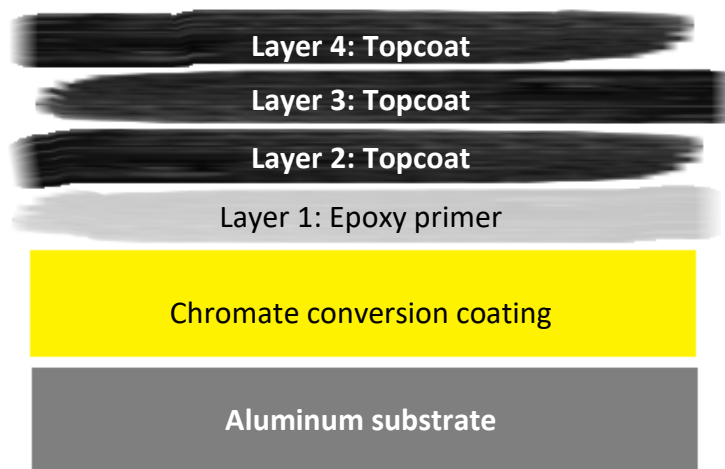 Layer 4: Topcoat
Layer 3: Topcoat
Layer 2: Topcoat
Layer 1: Epoxy primer
Chromate conversion coating
Aluminum substrate